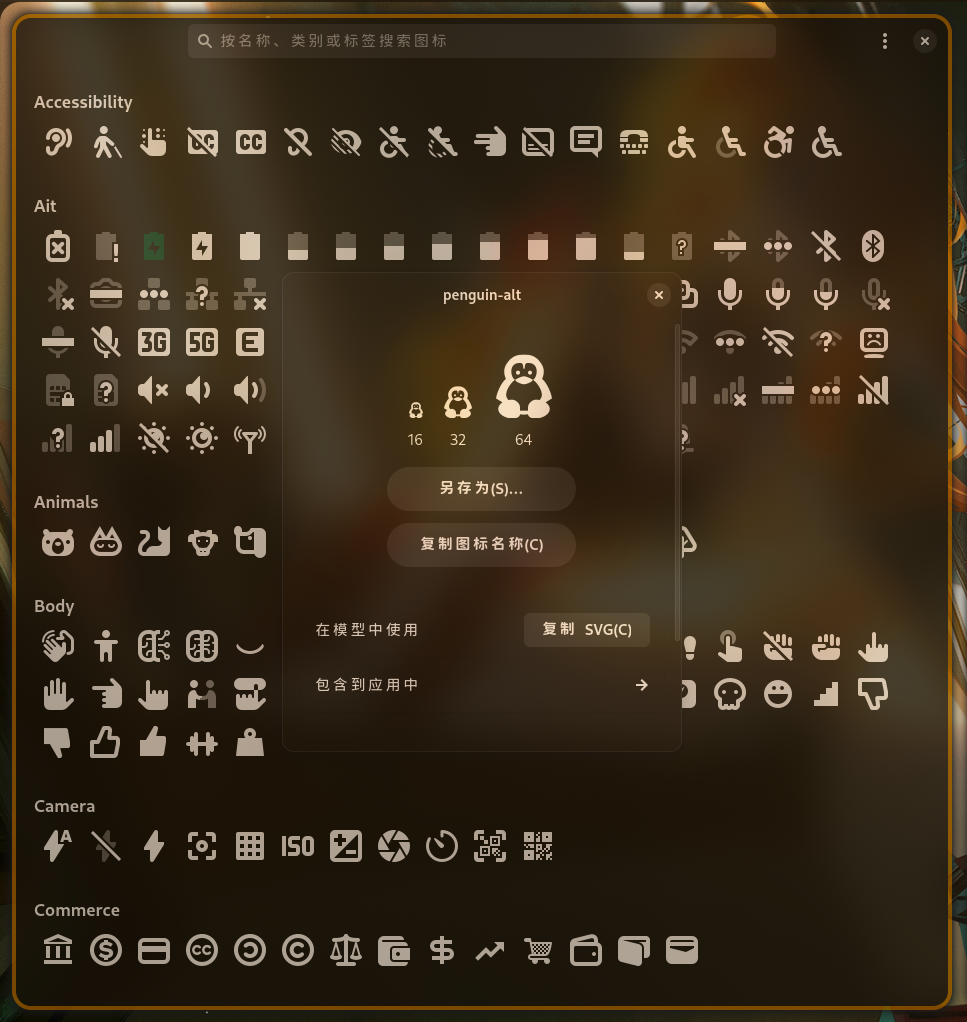 按名称、类别或标签搜索图标
Accessibility
CC CC
Ait
3G 5G E
penguin-alt
16 32 64
另存为(S)...
复制图标名称(C)
在模型中使用
复制 SVG(C)
包含到应用中
Animals
Body
Camera
A ISO
Commerce
$ CC C $